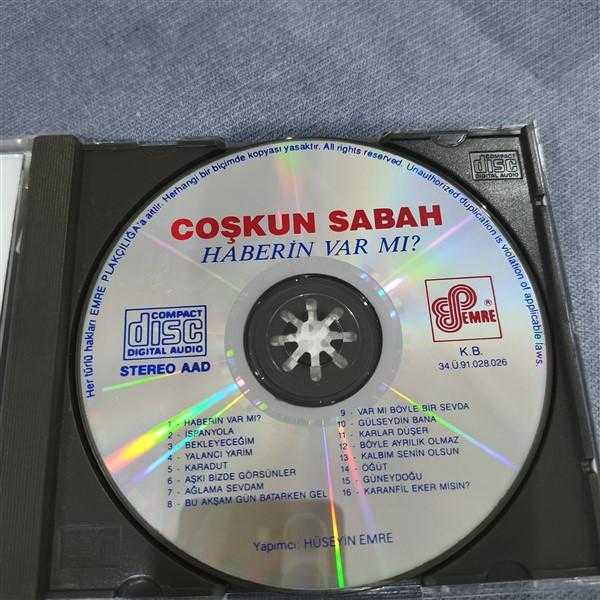 Her türlü hakları EMRE PLAKÇILIĞA'a aittir. Herhangi bir biçimde kopyası yasaktır. All rights reserved. Unauthorized duplication is violation of applicable laws.
COMPACT
disc
DIGITAL AUDIO
COŞKUN SABAH
HABERİN VAR MI?
COMPACT
disc
DIGITAL AUDIO
STEREO AAD
EMRE
®
K.B.
34.Ü.91.028.026
1 - HABERİN VAR MI?
2 - İSPANYOLA
3 - BEKLEYECEĞİM
4 - YALANCI YARIM
5 - KARADUT
6 - AŞKI BİZDE GÖRSÜNLER
7 - AĞLAMA SEVDAM
8 - BU AKŞAM GÜN BATARKEN GEL
9 - VAR MI BÖYLE BİR SEVDA
10 - GÜLSEYDİN BANA
11 - KARLAR DÜŞER
12 - BÖYLE AYRILIK OLMAZ
13 - KALBİM SENİN OLSUN
14 - ÖĞÜT
15 - GÜNEYDOĞU
16 - KARANFİL EKER MİSİN?
Yapımcı: HÜSEYİN EMRE